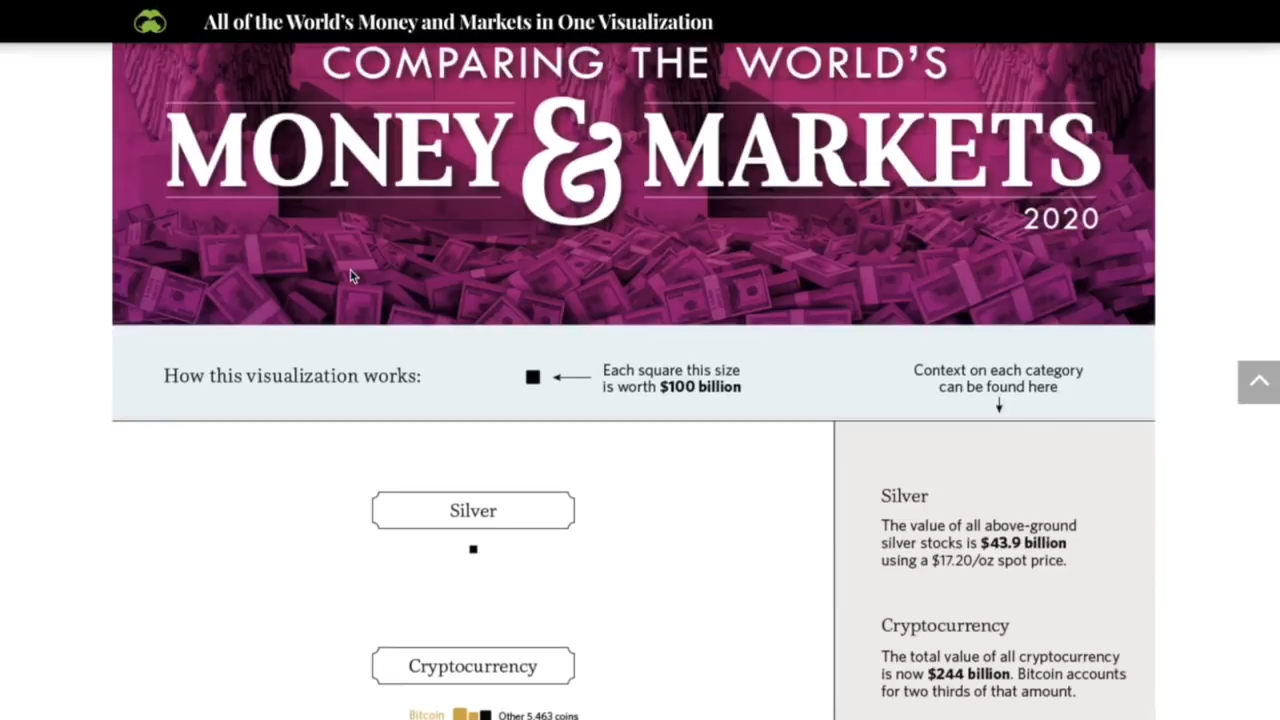 All of the World's Money and Markets in One Visualization
COMPARING THE WORLD'S
MONEY & MARKETS
2020
How this visualization works:
Each square this size
is worth $100 billion
Context on each category
can be found here
Silver
Silver
The value of all above-ground
silver stocks is $43.9 billion
using a $17.20/oz spot price.
Cryptocurrency
Cryptocurrency
The total value of all cryptocurrency
is now $244 billion. Bitcoin accounts
for two thirds of that amount.
Bitcoin
Other 5,463 coins